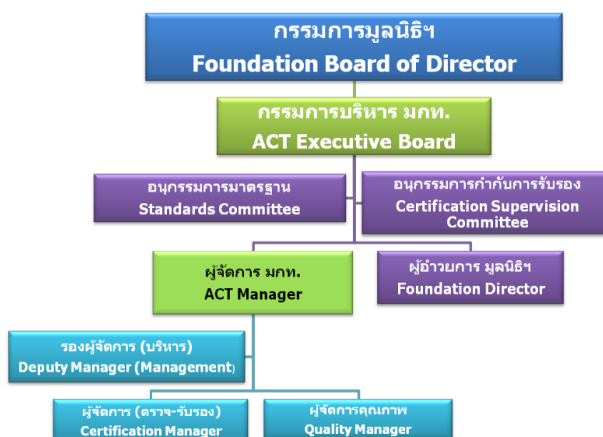 กรรมการมูลนิธิฯ
Foundation Board of Director
กรรมการบริหาร มกท.
ACT Executive Board
อนุกรรมการมาตรฐาน
Standards Committee
อนุกรรมการกำกับการรับรอง
Certification Supervision
Committee
ผู้จัดการ มกท.
ACT Manager
ผู้อำวยการ มูลนิธิฯ
Foundation Director
รองผู้จัดการ (บริหาร)
Deputy Manager (Management)
ผู้จัดการ (ตรวจ-รับรอง)
Certification Manager
ผู้จัดการคุณภาพ
Quality Manager